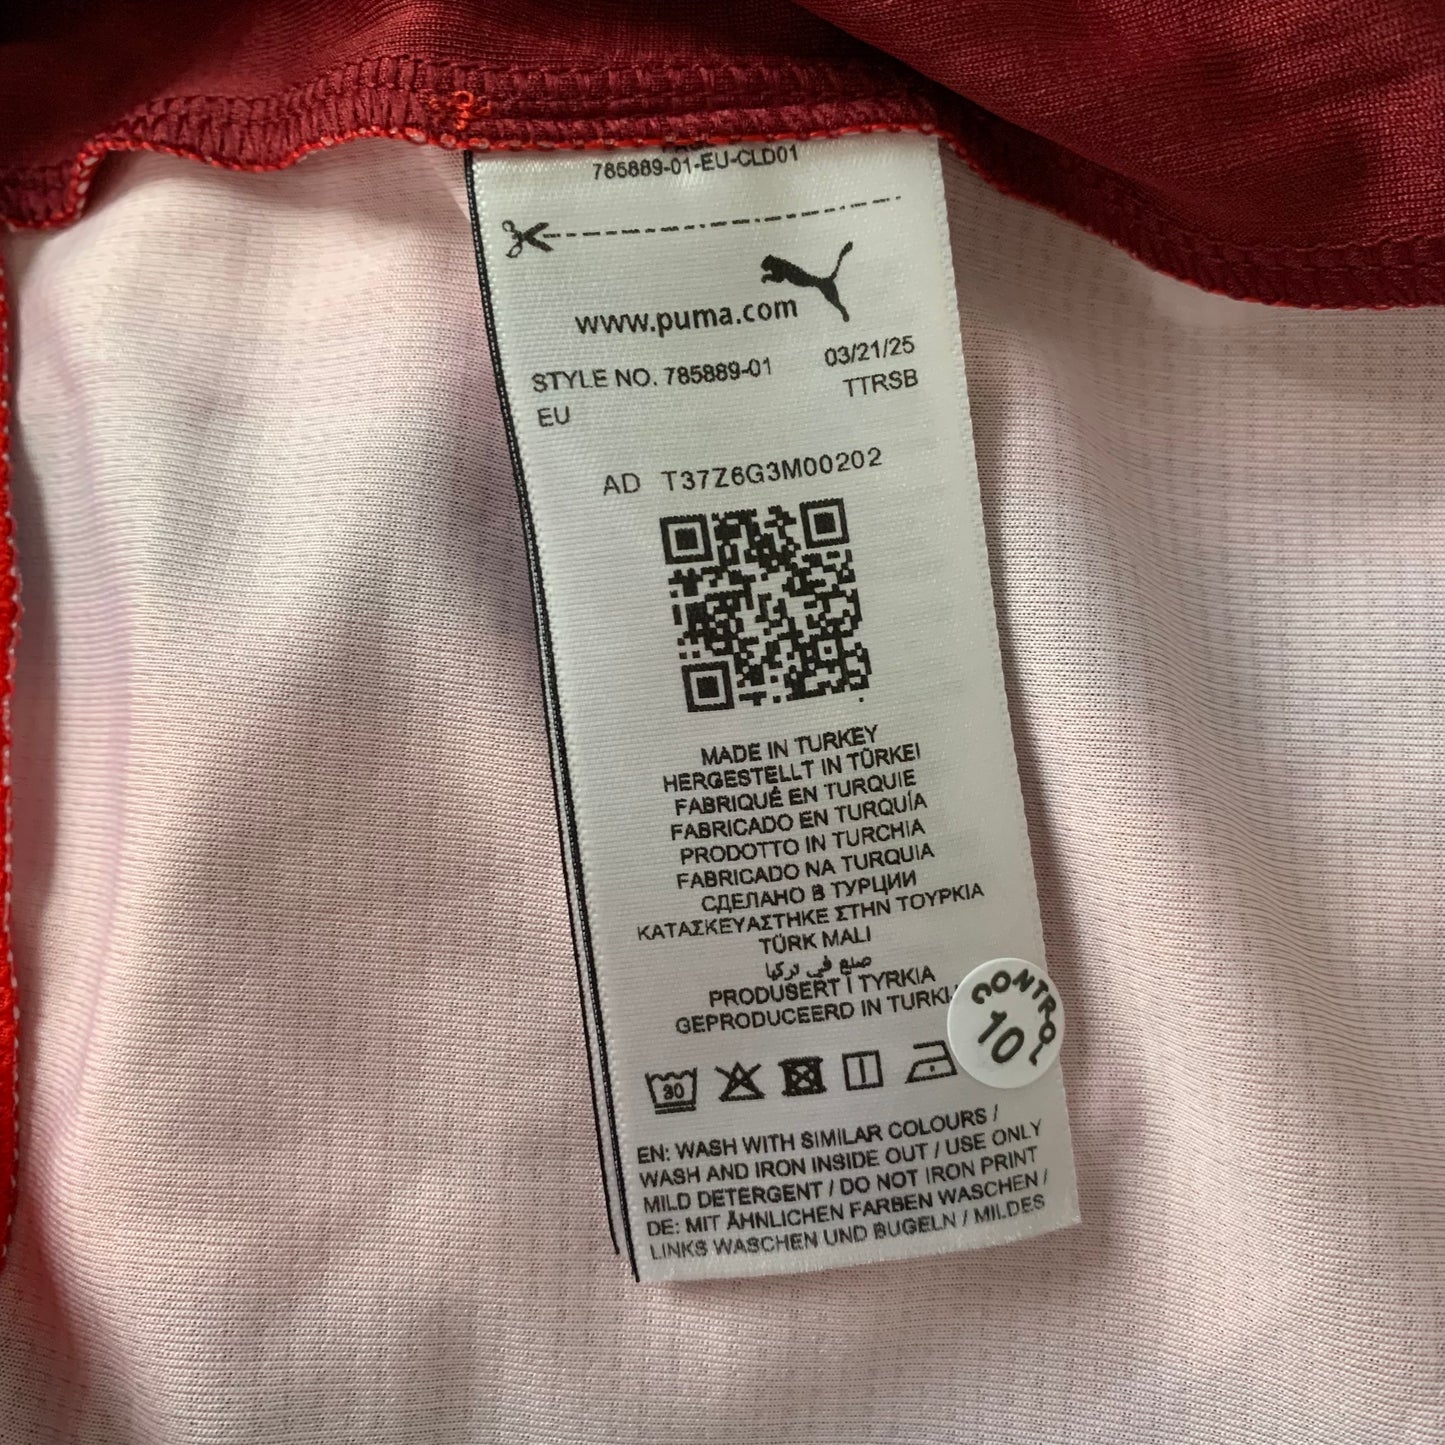 785889-01-EU-CLD01
www.puma.com
STYLE NO. 785889-01 03/21/25
EU TTRSB
AD T37Z6G3M00202
MADE IN TURKEY
HERGESTELLT IN TÜRKEI
FABRIQUÉ EN TURQUIE
FABRICADO EN TURQUÍA
PRODOTTO IN TURCHIA
FABRICADO NA TURQUIA
СДЕЛАНО В ТУРЦИИ
ΚΑΤΑΣΚΕΥΑΣΤΗΚΕ ΣΤΗΝ ΤΟΥΡΚΙΑ
TÜRK MALI
صنع في تركيا
PRODUSERT I TYRKIA
GEPRODUCEERD IN
CONTROL
10
30
EN: WASH WITH SIMILAR COLOURS /
WASH AND IRON INSIDE OUT / USE ONLY
MILD DETERGENT / DO NOT IRON PRINT
DE: MIT ÄHNLICHEN FARBEN WASCHEN /
LINKS WASCHEN UND BUGELN / MILDES